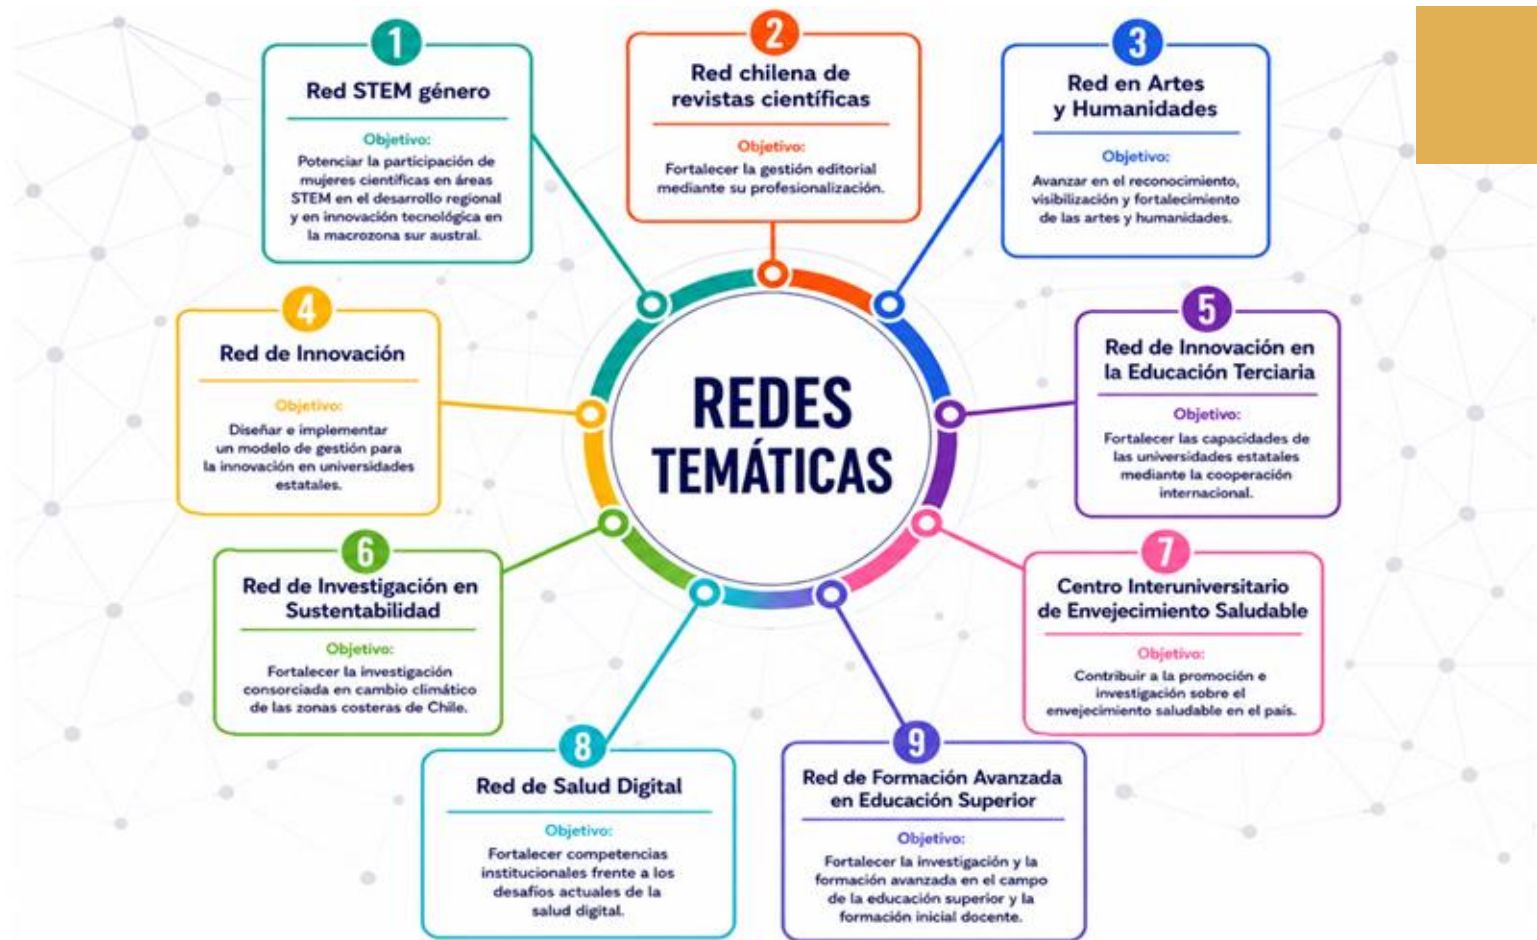 1
Red STEM género
Objetivo:
Potenciar la participación de
mujeres científicas en áreas
STEM en el desarrollo regional
y en innovación tecnológica en
la macrozona sur austral.
2
Red chilena de
revistas científicas
Objetivo:
Fortalecer la gestión editorial
mediante su profesionalización.
3
Red en Artes
y Humanidades
Objetivo:
Avanzar en el reconocimiento,
visibilización y fortalecimiento
de las artes y humanidades.
REDES
TEMÁTICAS
4
Red de Innovación
Objetivo:
Diseñar e implementar
un modelo de gestión para
la innovación en universidades
estatales.
5
Red de Innovación en
la Educación Terciaria
Objetivo:
Fortalecer las capacidades de
las universidades estatales
mediante la cooperación
internacional.
6
Red de Investigación en
Sustentabilidad
Objetivo:
Fortalecer la investigación
consorciada en cambio climático
de las zonas costeras de Chile.
7
Centro Interuniversitario
de Envejecimiento Saludable
Objetivo:
Contribuir a la promoción e
investigación sobre el
envejecimiento saludable en el país.
8
Red de Salud Digital
Objetivo:
Fortalecer competencias
institucionales frente a los
desafíos actuales de la
salud digital.
9
Red de Formación Avanzada
en Educación Superior
Objetivo:
Fortalecer la investigación y la
formación avanzada en el campo
de la educación superior y la
formación inicial docente.